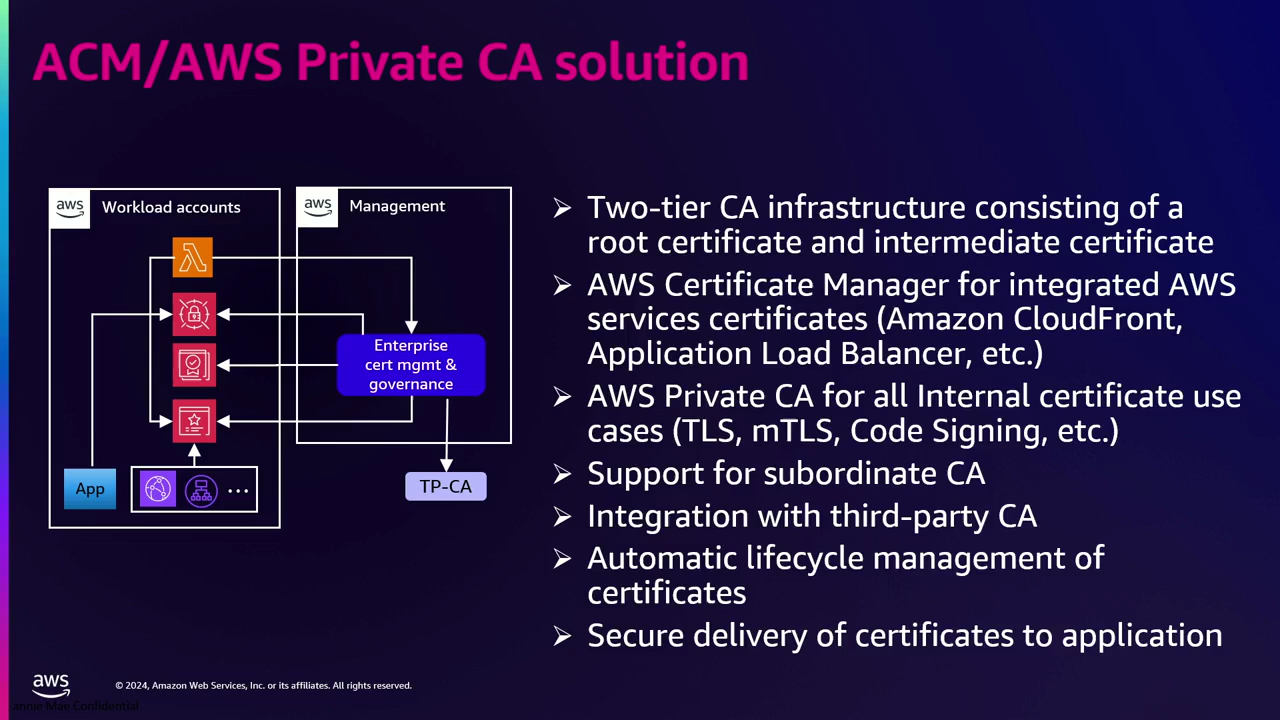 ACM/AWS Private CA solution
aws
Workload accounts
aws
Management
Enterprise
cert mgmt &
governance
App
...
TP-CA
➢ Two-tier CA infrastructure consisting of a
root certificate and intermediate certificate
➢ AWS Certificate Manager for integrated AWS
services certificates (Amazon CloudFront,
Application Load Balancer, etc.)
➢ AWS Private CA for all Internal certificate use
cases (TLS, mTLS, Code Signing, etc.)
➢ Support for subordinate CA
➢ Integration with third-party CA
➢ Automatic lifecycle management of
certificates
➢ Secure delivery of certificates to application
aws
© 2024, Amazon Web Services, Inc. or its affiliates. All rights reserved.
annie Mae Confidential